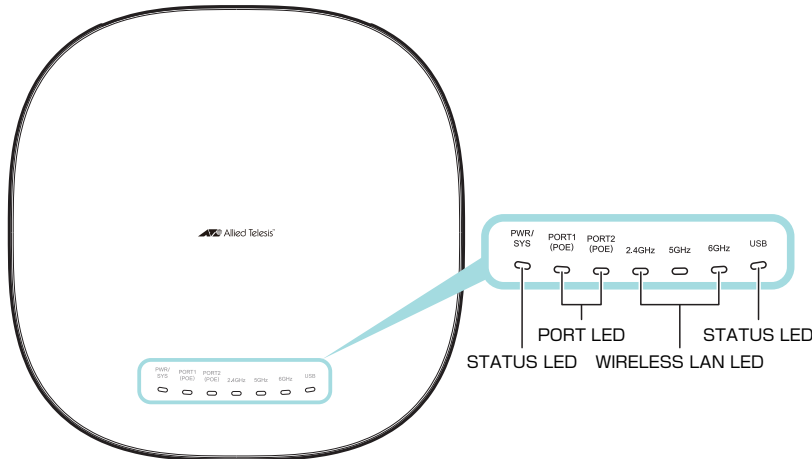 Allied Telesis™
PWR/
SYS
PORT1
(POE)
PORT2
(POE)
2.4GHz
5GHz
6GHz
USB
PWR/
SYS
PORT1
(POE)
PORT2
(POE)
2.4GHz
5GHz
6GHz
USB
PORT LED
STATUS LED
STATUS LED
WIRELESS LAN LED